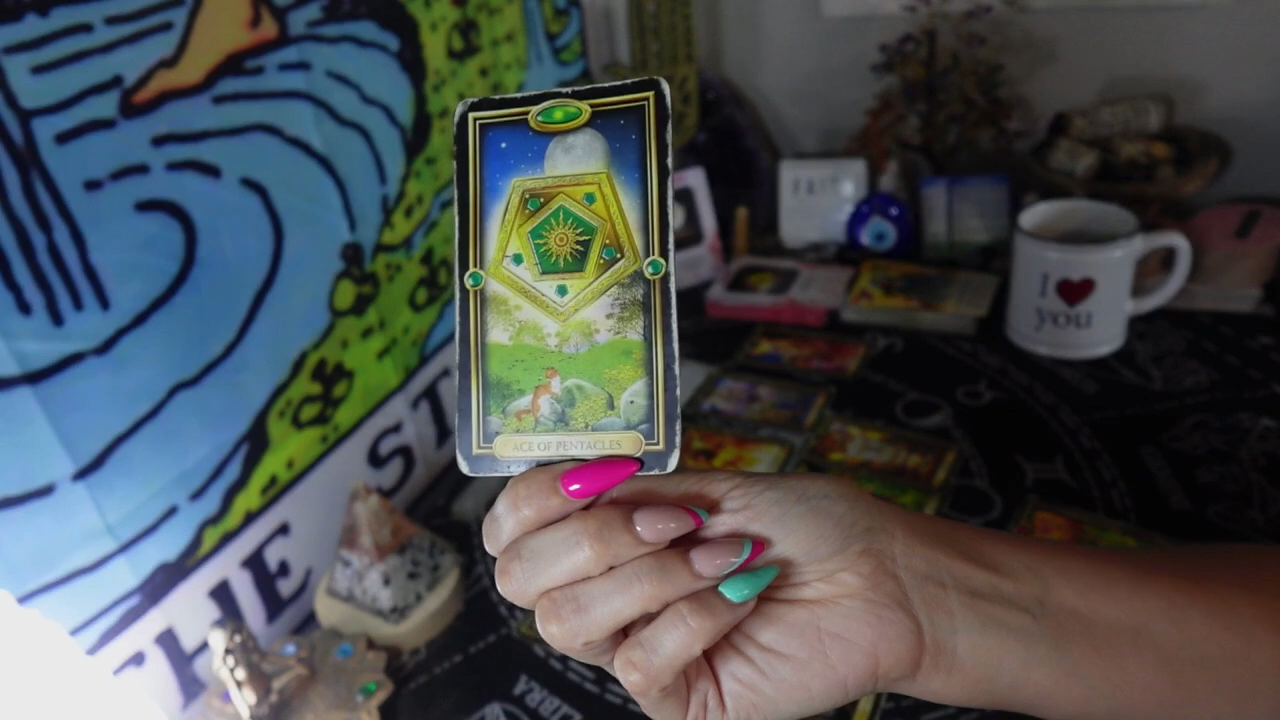 ACE OF PENTACLES
I
you
THE ST
LIBRA